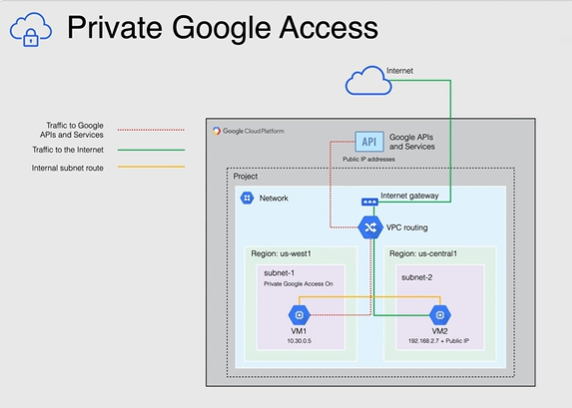 Private Google Access
Internet
Traffic to Google
APIs and Services
Traffic to the Internet
Internal subnet route
Google Cloud Platform
API
Google APIs
and Services
Public IP addresses
Project
Network
Internet gateway
VPC routing
Region: us-west1
Region: us-central1
subnet-1
Private Google Access On
subnet-2
VM1
10.30.0.5
VM2
192.168.2.7 + Public IP